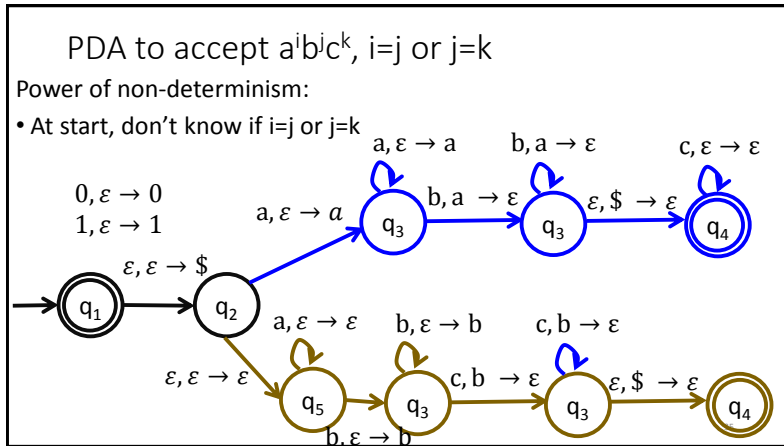 PDA to accept aⁱbʲcᵏ, i=j or j=k
Power of non-determinism:
• At start, don't know if i=j or j=k
a, ε → a
b, a → ε
c, ε → ε
0, ε → 0
1, ε → 1
a, ε → a
b, a → ε
ε, $ → ε
q₃
q₃
q₄
ε, ε → $
q₁
q₂
a, ε → ε
b, ε → b
c, b → ε
ε, ε → ε
c, b → ε
ε, $ → ε
q₅
q₃
q₃
q₄
b, ε → b